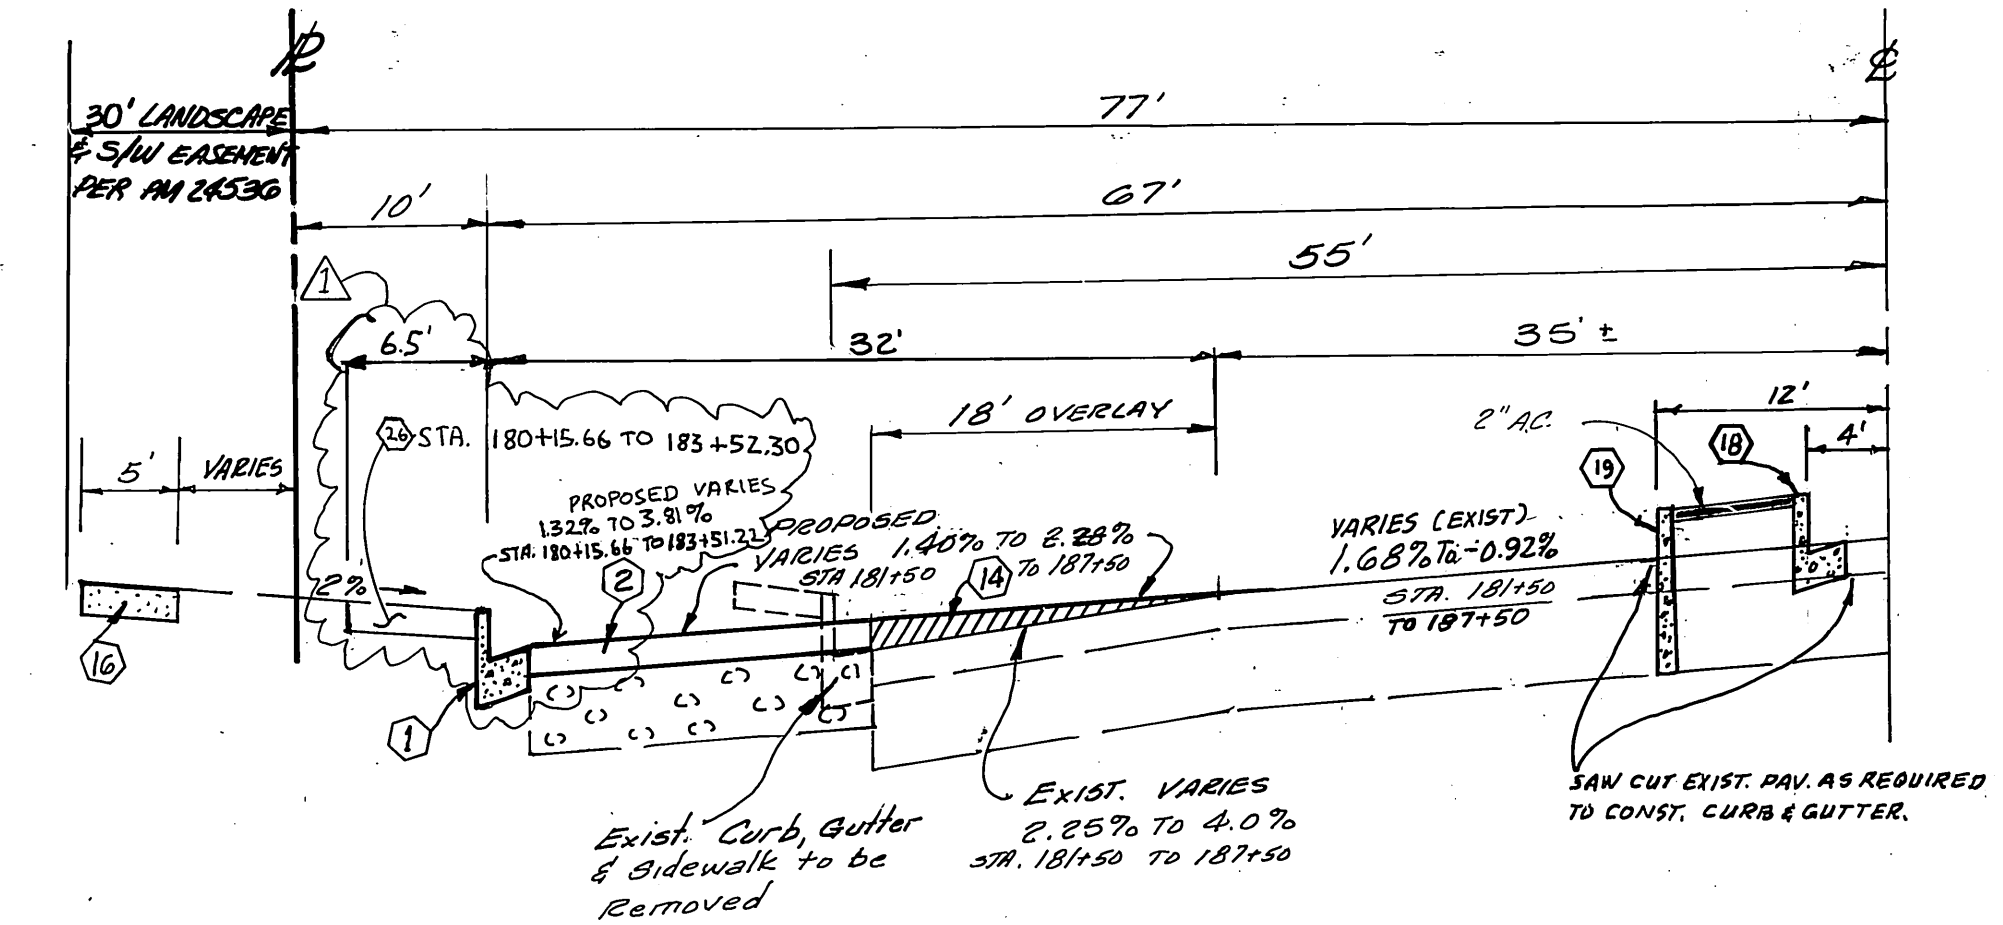 PL
CL
77'
30' LANDSCAPE
& S/W EASEMENT
PER PM 24536
10'
67'
55'
1
6.5'
32'
35' ±
18' OVERLAY
12'
2" A.C.
4'
26 STA. 180+15.66 TO 183+52.30
18
19
5'
VARIES
PROPOSED VARIES
1.32% TO 3.81%
STA. 180+15.66 TO 183+51.22
PROPOSED
VARIES 1.40% TO 2.28%
STA 181+50 TO 187+50
VARIES (EXIST)
1.68% To -0.92%
STA. 181+50
TO 187+50
2%
2
14
16
1
SAW CUT EXIST. PAV. AS REQUIRED
TO CONST. CURB & GUTTER.
Exist. Curb, Gutter
& Sidewalk to be
Removed
EXIST. VARIES
2.25% TO 4.0%
STA. 181+50 TO 187+50